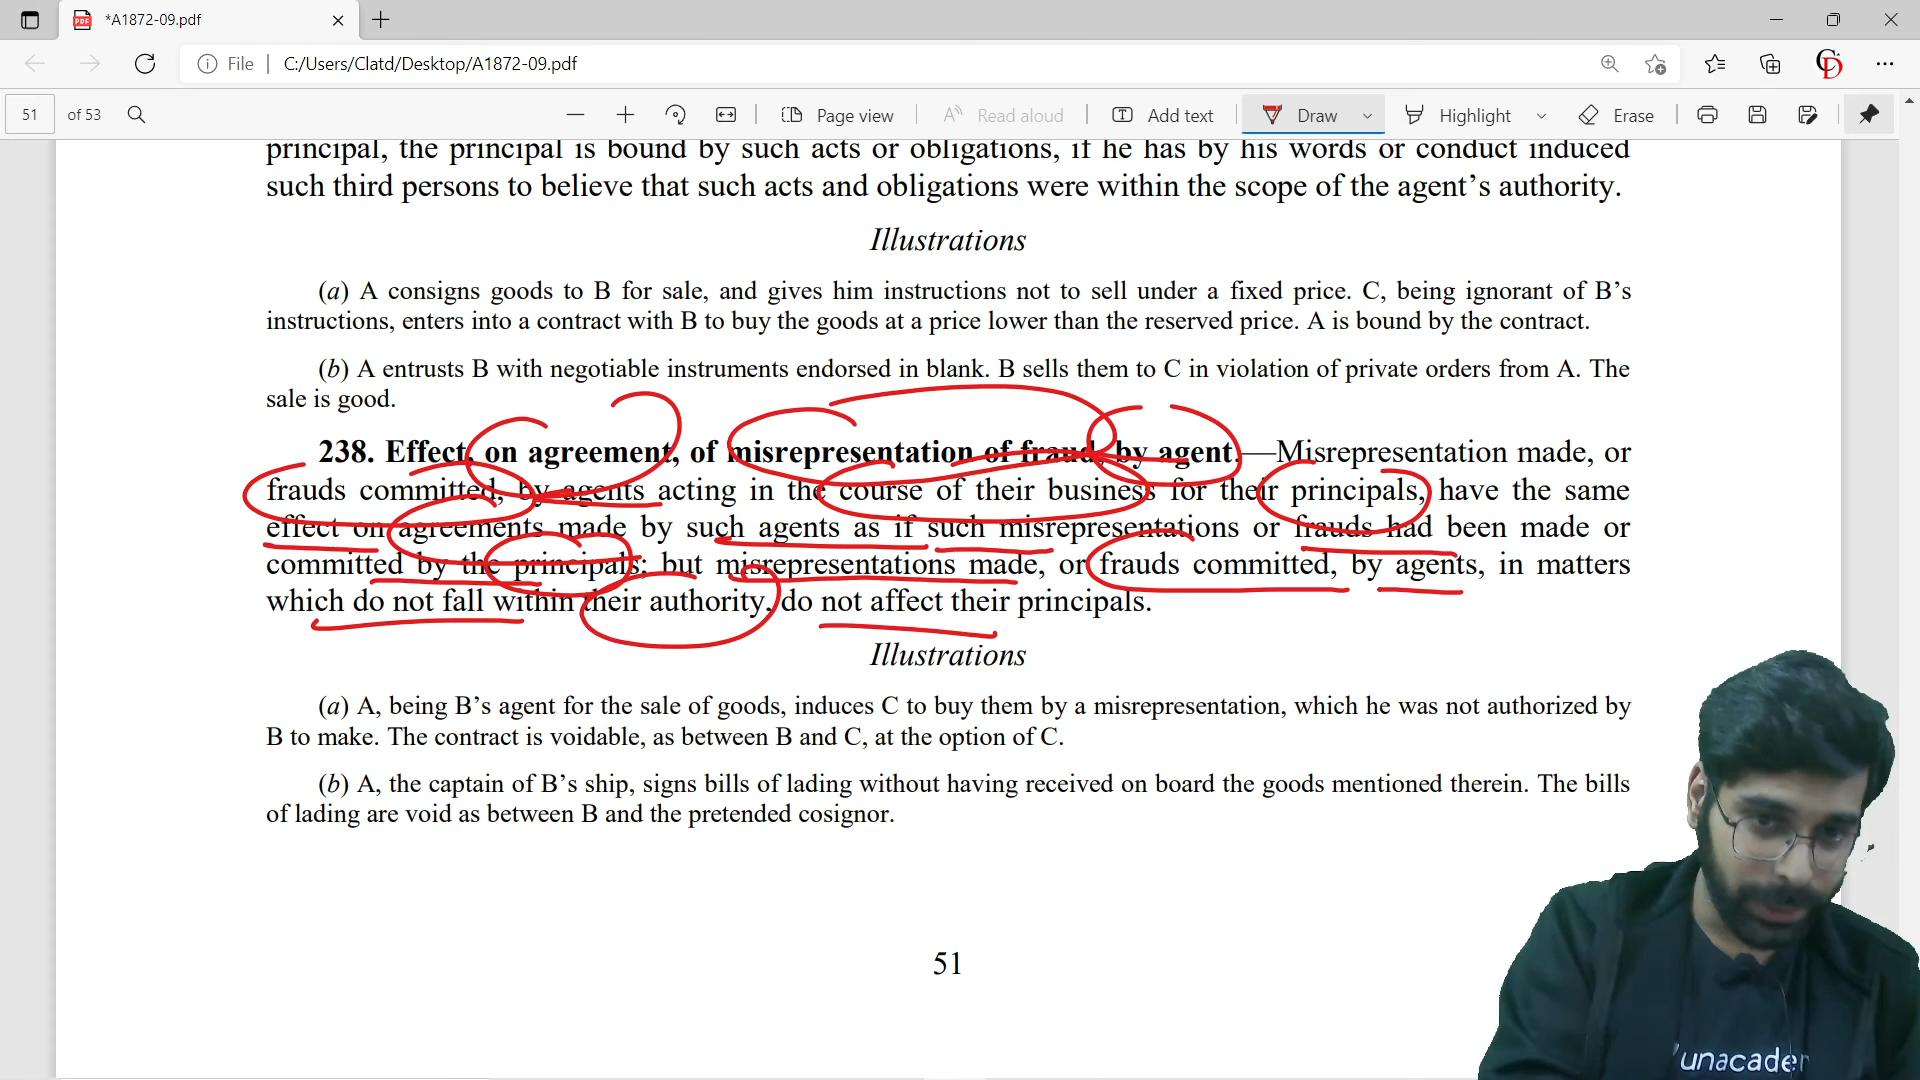 *A1872-09.pdf
File
C:/Users/Clatd/Desktop/A1872-09.pdf
CD
51 of 53
Page view
Read aloud
Add text
Draw
Highlight
Erase
principal, the principal is bound by such acts or obligations, if he has by his words or conduct induced
such third persons to believe that such acts and obligations were within the scope of the agent’s authority.
Illustrations
(a) A consigns goods to B for sale, and gives him instructions not to sell under a fixed price. C, being ignorant of B’s
instructions, enters into a contract with B to buy the goods at a price lower than the reserved price. A is bound by the contract.
(b) A entrusts B with negotiable instruments endorsed in blank. B sells them to C in violation of private orders from A. The
sale is good.
238. Effect, on agreement, of misrepresentation of fraud, by agent.—Misrepresentation made, or
frauds committed, by agents acting in the course of their business for their principals, have the same
effect on agreements made by such agents as if such misrepresentations or frauds had been made or
committed by the principals; but misrepresentations made, or frauds committed, by agents, in matters
which do not fall within their authority, do not affect their principals.
Illustrations
(a) A, being B’s agent for the sale of goods, induces C to buy them by a misrepresentation, which he was not authorized by
B to make. The contract is voidable, as between B and C, at the option of C.
(b) A, the captain of B’s ship, signs bills of lading without having received on board the goods mentioned therein. The bills
of lading are void as between B and the pretended cosignor.
51
unacader